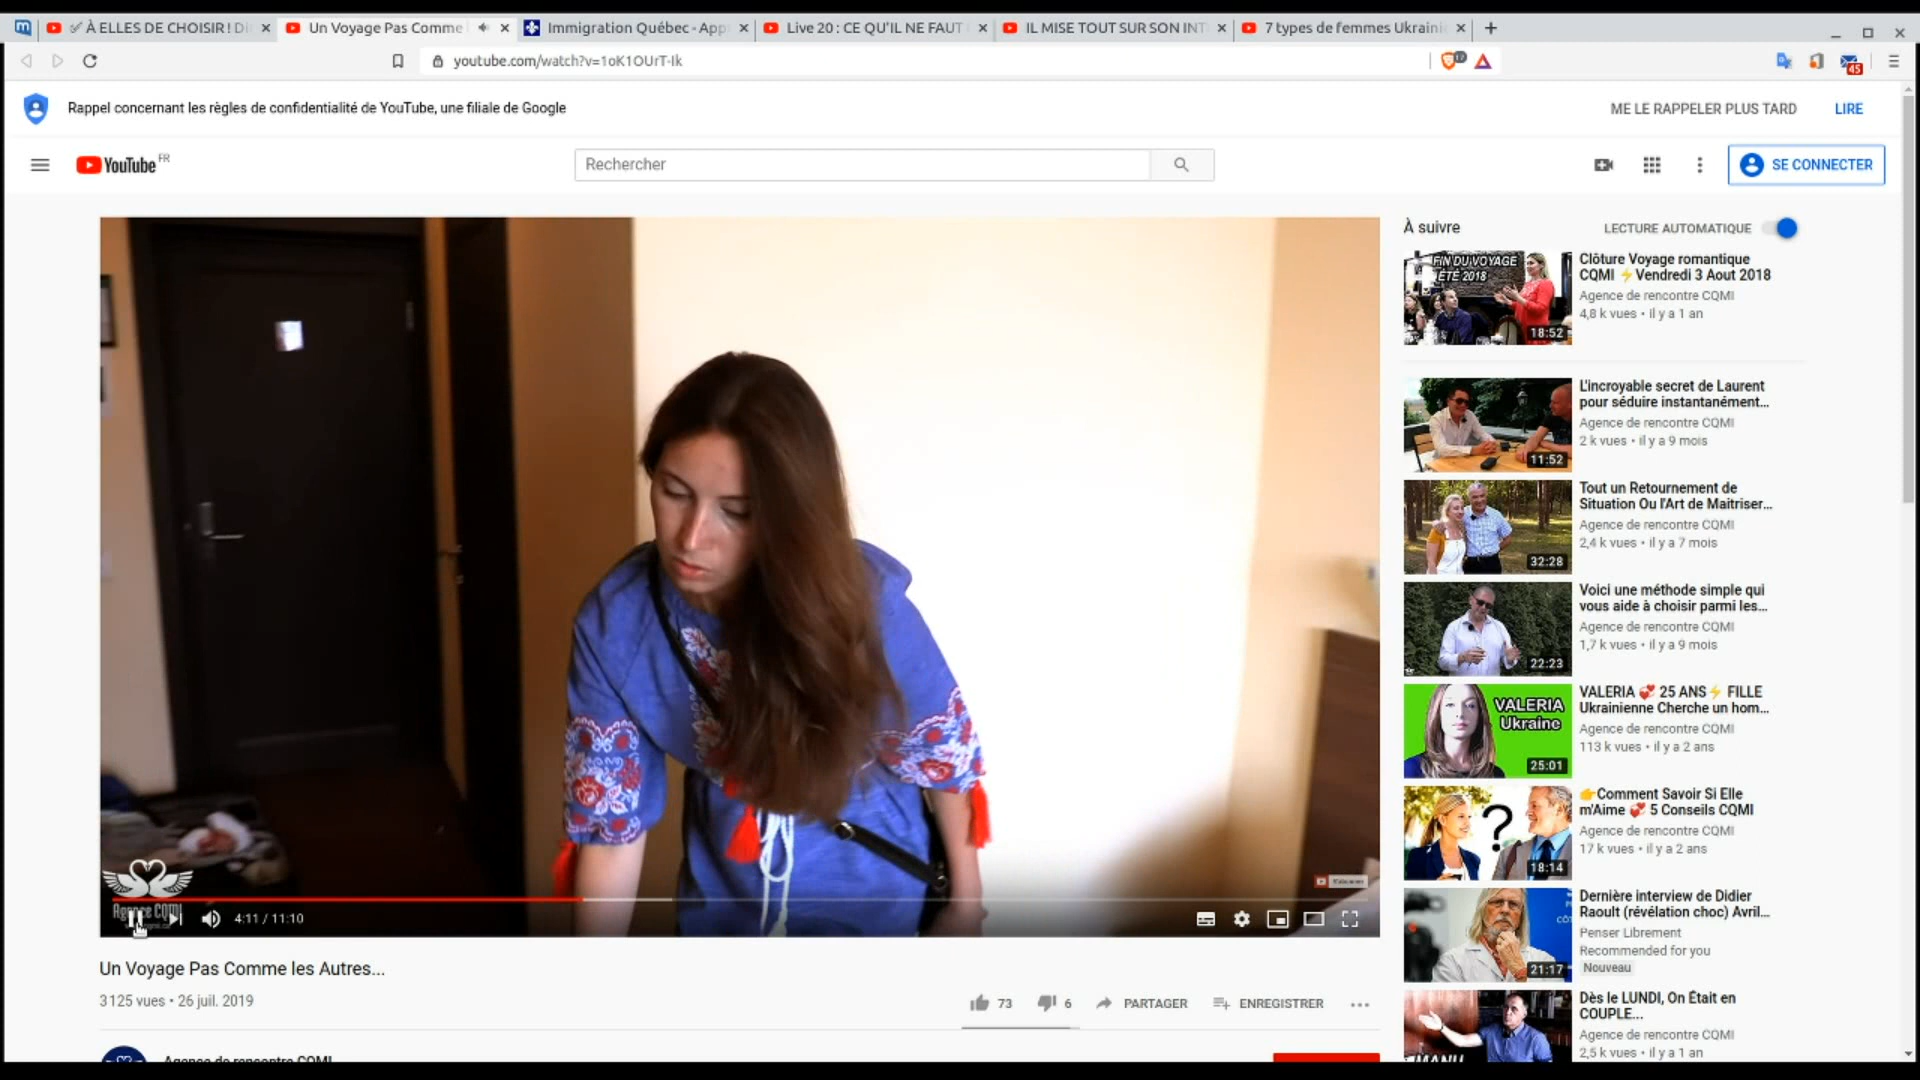 ✅ À ELLES DE CHOISIR ! Di
Un Voyage Pas Comme
Immigration Québec - App
Live 20 : CE QU'IL NE FAUT
IL MISE TOUT SUR SON INT
7 types de femmes Ukraini
youtube.com/watch?v=1oK1OUrT-Ik
17
45
Rappel concernant les règles de confidentialité de YouTube, une filiale de Google
ME LE RAPPELER PLUS TARD
LIRE
YouTube FR
Rechercher
SE CONNECTER
Agence CQMI
4:11 / 11:10
Un Voyage Pas Comme les Autres...
3 125 vues • 26 juil. 2019
73
6
PARTAGER
ENREGISTRER
Agence de rencontre CQMI
À suivre
LECTURE AUTOMATIQUE
FIN DU VOYAGE
ÉTÉ 2018
18:52
Clôture Voyage romantique
CQMI ⚡Vendredi 3 Aout 2018
Agence de rencontre CQMI
4,8 k vues • il y a 1 an
11:52
L'incroyable secret de Laurent
pour séduire instantanément...
Agence de rencontre CQMI
2 k vues • il y a 9 mois
32:28
Tout un Retournement de
Situation Ou l'Art de Maitriser...
Agence de rencontre CQMI
2,4 k vues • il y a 7 mois
22:23
Voici une méthode simple qui
vous aide à choisir parmi les...
Agence de rencontre CQMI
1,7 k vues • il y a 9 mois
VALERIA
Ukraine
25:01
VALERIA 💞 25 ANS⚡ FILLE
Ukrainienne Cherche un hom...
Agence de rencontre CQMI
113 k vues • il y a 2 ans
?
18:14
👉Comment Savoir Si Elle
m'Aime 💞 5 Conseils CQMI
Agence de rencontre CQMI
17 k vues • il y a 2 ans
21:17
Dernière interview de Didier
Raoult (révélation choc) Avril...
Penser Librement
Recommended for you
Nouveau
Dès le LUNDI, On Était en
COUPLE...
Agence de rencontre CQMI
2,5 k vues • il y a 1 an